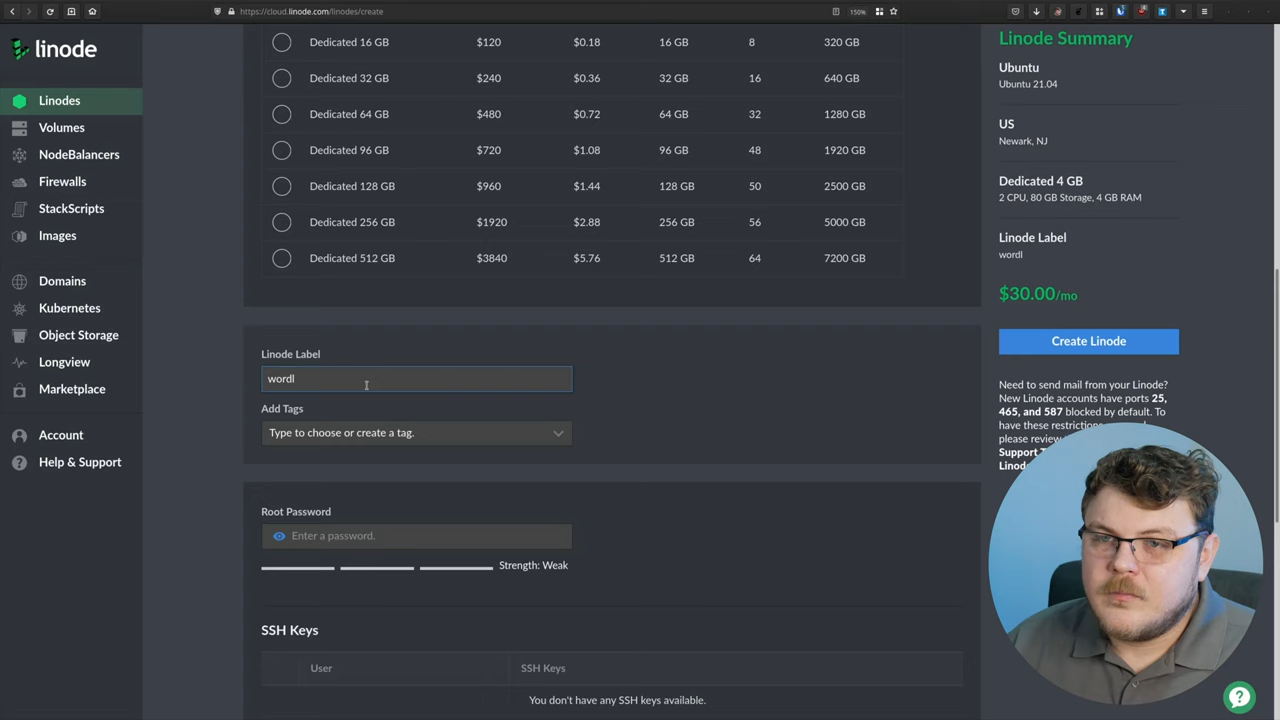 https://cloud.linode.com/linodes/create
150%
linode
Linodes
Volumes
NodeBalancers
Firewalls
StackScripts
Images
Domains
Kubernetes
Object Storage
Longview
Marketplace
Account
Help & Support
Dedicated 16 GB $120 $0.18 16 GB 8 320 GB
Dedicated 32 GB $240 $0.36 32 GB 16 640 GB
Dedicated 64 GB $480 $0.72 64 GB 32 1280 GB
Dedicated 96 GB $720 $1.08 96 GB 48 1920 GB
Dedicated 128 GB $960 $1.44 128 GB 50 2500 GB
Dedicated 256 GB $1920 $2.88 256 GB 56 5000 GB
Dedicated 512 GB $3840 $5.76 512 GB 64 7200 GB
Linode Label
wordl
Add Tags
Type to choose or create a tag.
Root Password
Enter a password.
Strength: Weak
SSH Keys
User SSH Keys
You don't have any SSH keys available.
Linode Summary
Ubuntu
Ubuntu 21.04
US
Newark, NJ
Dedicated 4 GB
2 CPU, 80 GB Storage, 4 GB RAM
Linode Label
wordl
$30.00/mo
Create Linode
Need to send mail from your Linode?
New Linode accounts have ports 25,
465, and 587 blocked by default. To
have these restrictions
please review
Support
?